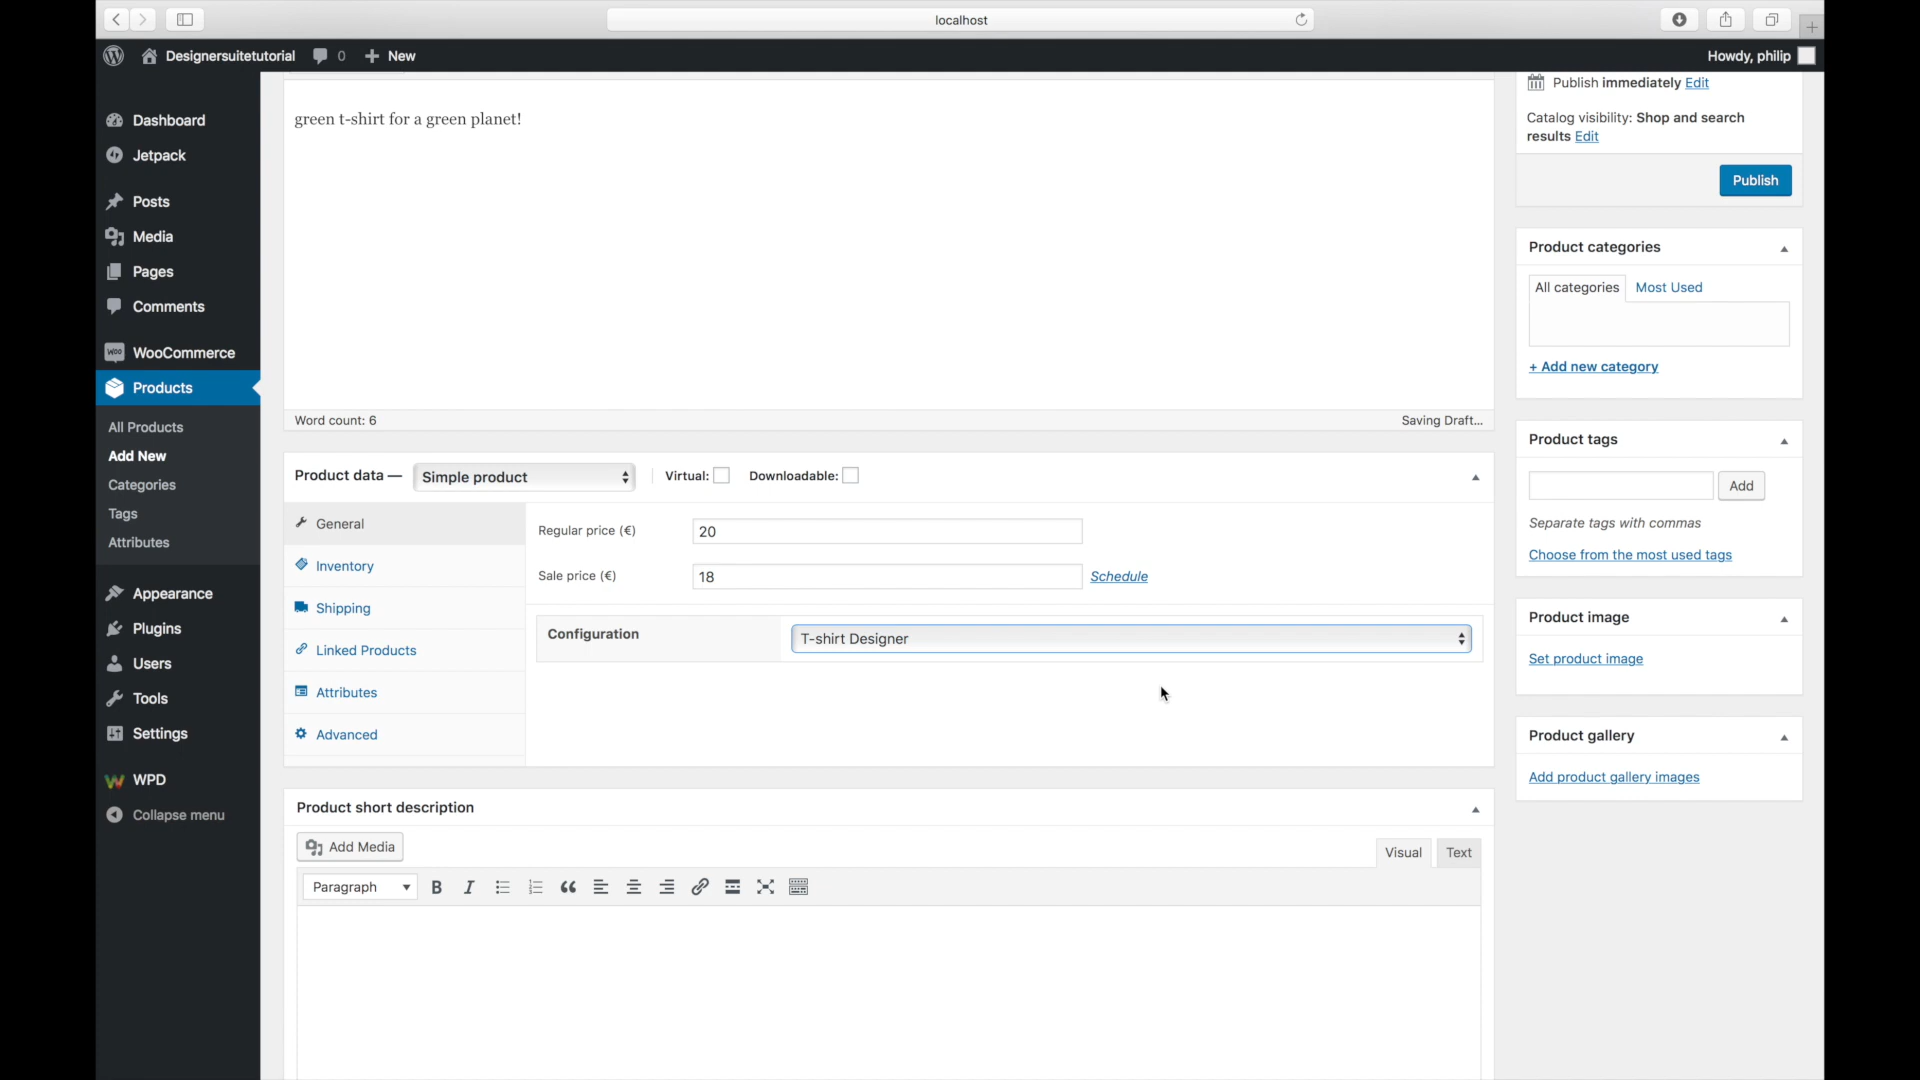 localhost
Designersuitetutorial 0 New Howdy, philip
Dashboard
Jetpack
Posts
Media
Pages
Comments
WooCommerce
Products
All Products
Add New
Categories
Tags
Attributes
Appearance
Plugins
Users
Tools
Settings
WPD
Collapse menu
green t-shirt for a green planet!
Word count: 6 Saving Draft...
Product data — Simple product Virtual: Downloadable:
General
Inventory
Shipping
Linked Products
Attributes
Advanced
Regular price (€) 20
Sale price (€) 18 Schedule
Configuration T-shirt Designer
Product short description
Add Media
Visual Text
Paragraph B I
Publish immediately Edit
Catalog visibility: Shop and search
results Edit
Publish
Product categories
All categories Most Used
+ Add new category
Product tags
Add
Separate tags with commas
Choose from the most used tags
Product image
Set product image
Product gallery
Add product gallery images